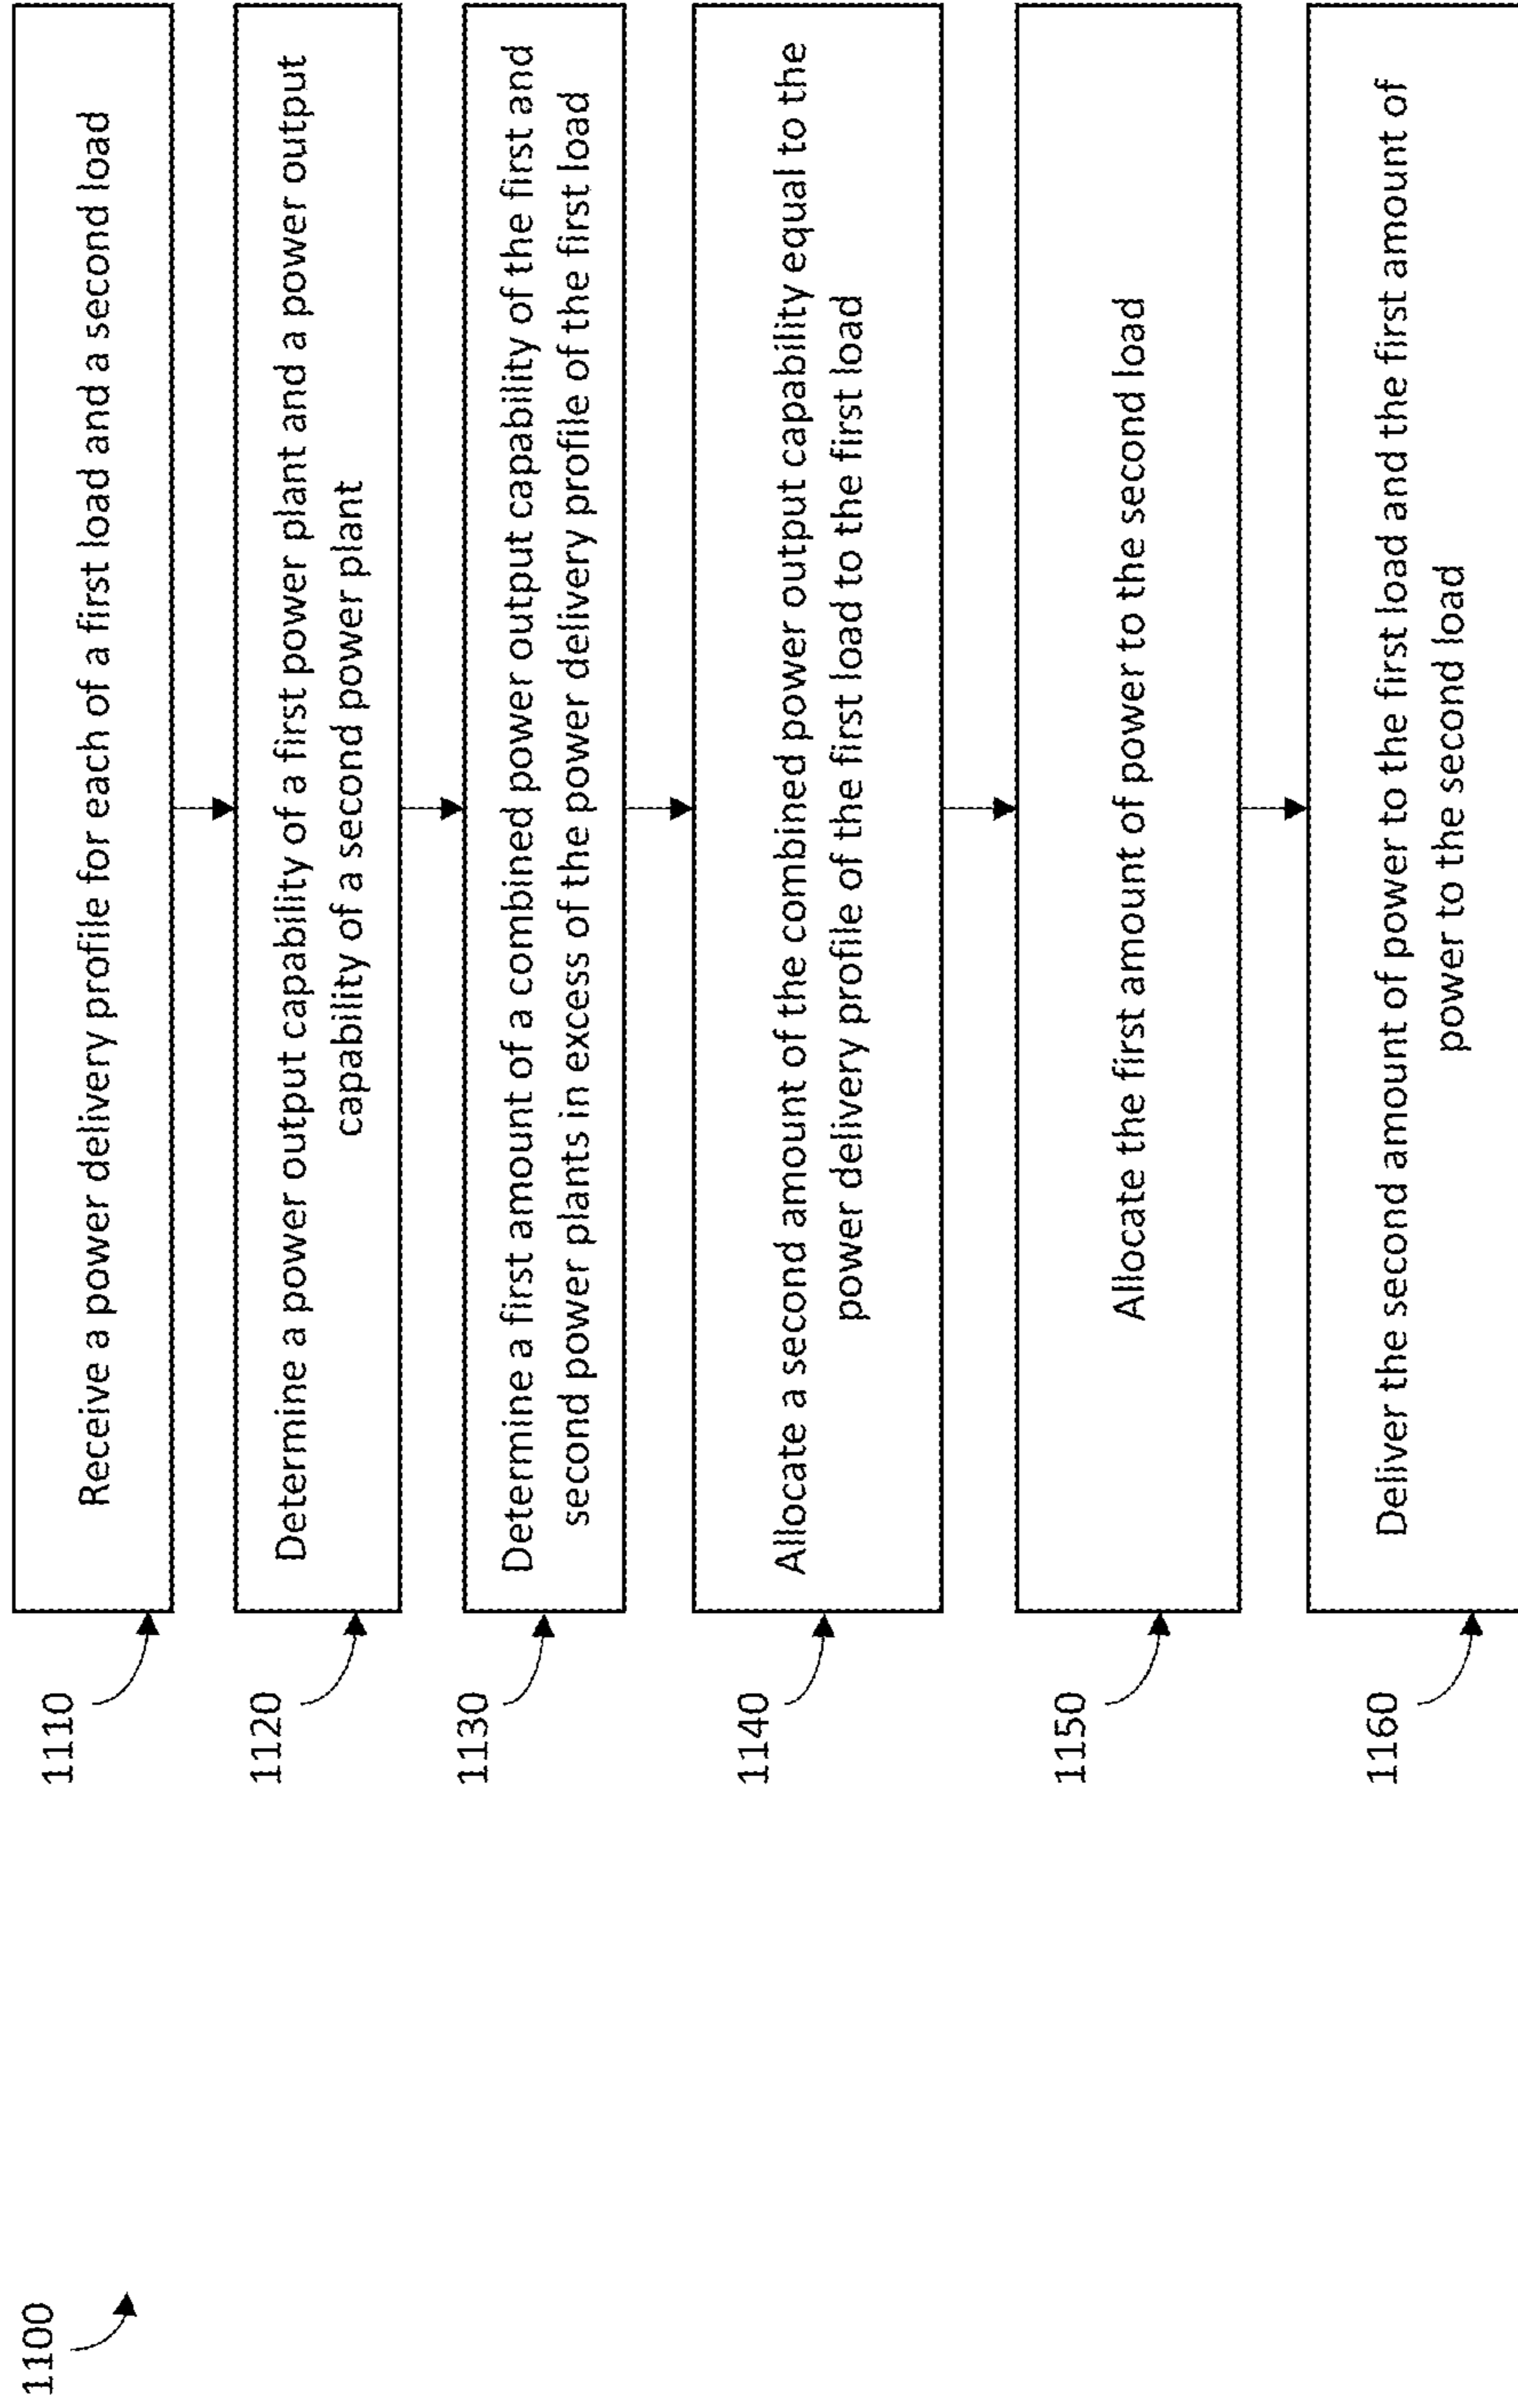 1100
1110
Receive a power delivery profile for each of a first load and a second load
1120
Determine a power output capability of a first power plant and a power output
capability of a second power plant
1130
Determine a first amount of a combined power output capability of the first and
second power plants in excess of the power delivery profile of the first load
1140
Allocate a second amount of the combined power output capability equal to the
power delivery profile of the first load to the first load
1150
Allocate the first amount of power to the second load
1160
Deliver the second amount of power to the first load and the first amount of
power to the second load